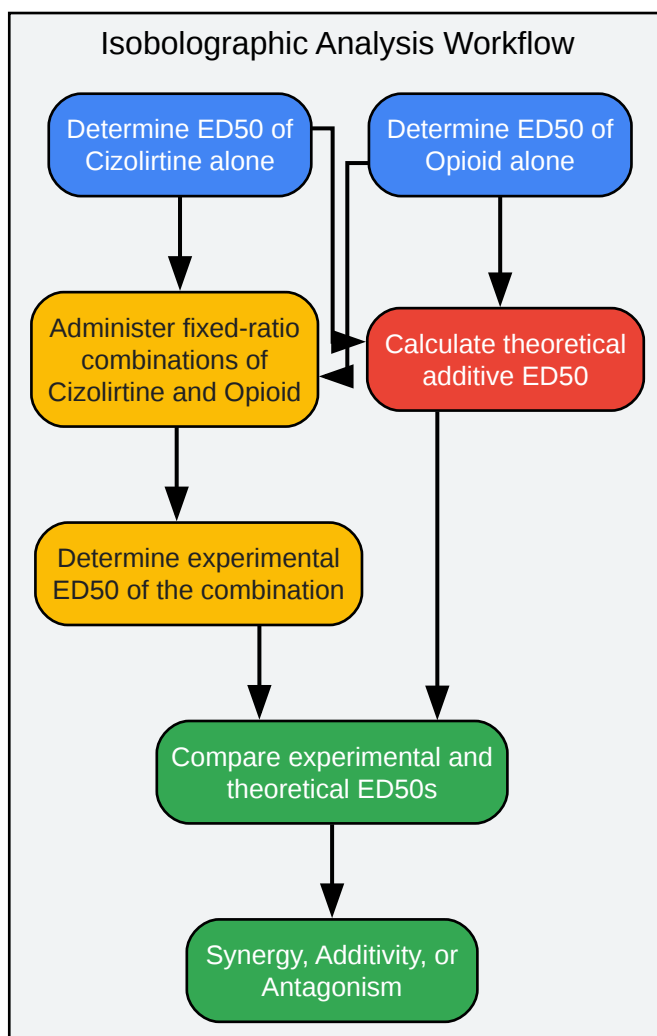 Isobolographic Analysis Workflow
Determine ED50 of
Cizolirtine alone
Determine ED50 of
Opioid alone
Administer fixed-ratio
combinations of
Cizolirtine and Opioid
Calculate theoretical
additive ED50
Determine experimental
ED50 of the combination
Compare experimental and
theoretical ED50s
Synergy, Additivity, or
Antagonism